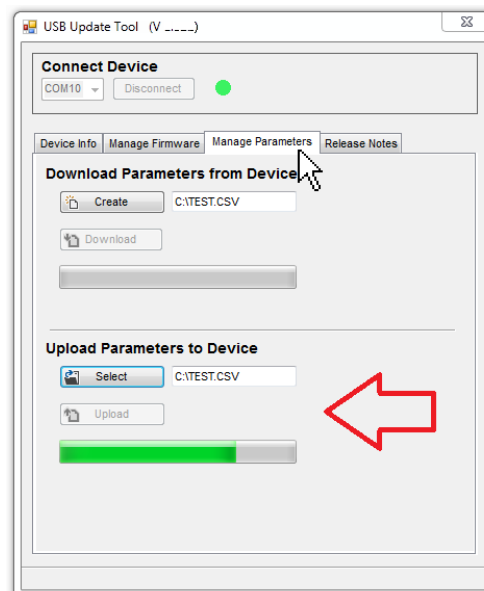 USB Update Tool (V _.___)
Connect Device
COM10 Disconnect
Device Info Manage Firmware Manage Parameters Release Notes
Download Parameters from Device
Create C:\TEST.CSV
Download
Upload Parameters to Device
Select C:\TEST.CSV
Upload